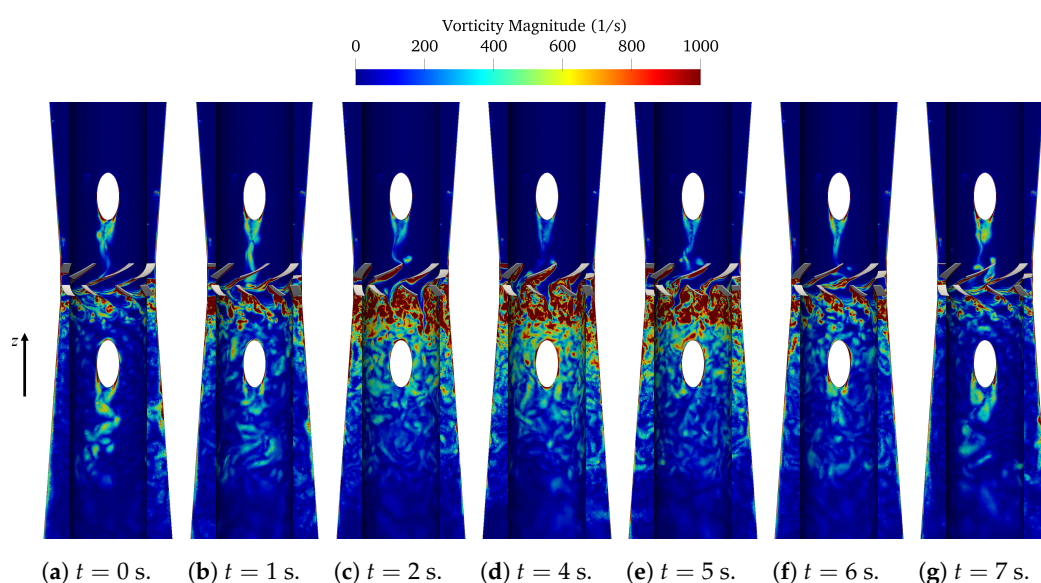 Vorticity Magnitude (1/s)
0 200 400 600 800 1000
z
(a) t = 0 s. (b) t = 1 s. (c) t = 2 s. (d) t = 4 s. (e) t = 5 s. (f) t = 6 s. (g) t = 7 s.